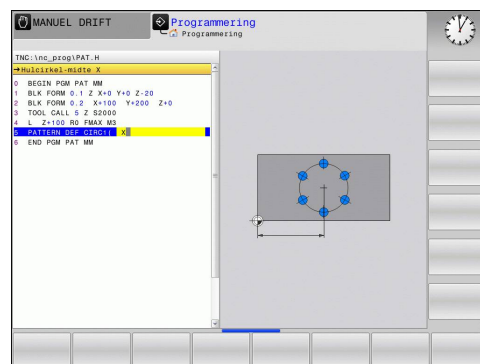 MANUEL DRIFT
Programmering
Programmering
TNC:\nc_prog\PAT.H
→Hulcirkel-midte X
0 BEGIN PGM PAT MM
1 BLK FORM 0.1 Z X+0 Y+0 Z-20
2 BLK FORM 0.2 X+100 Y+200 Z+0
3 TOOL CALL 5 Z S2000
4 L Z+100 R0 FMAX M3
5 PATTERN DEF CIRC1( X
6 END PGM PAT MM